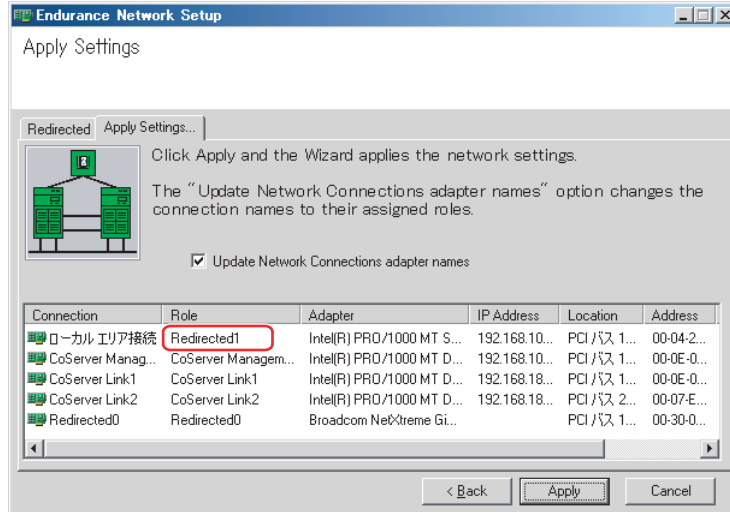 Endurance Network Setup
Apply Settings
Redirected Apply Settings...
Click Apply and the Wizard applies the network settings.
The "Update Network Connections adapter names" option changes the
connection names to their assigned roles.
Update Network Connections adapter names
Connection Role Adapter IP Address Location Address
ローカル エリア接続 Redirected1 Intel(R) PRO/1000 MT S... 192.168.10... PCI バス 1... 00-04-2...
CoServer Manag... CoServer Managem... Intel(R) PRO/1000 MT D... 192.168.10... PCI バス 1... 00-0E-0...
CoServer Link1 CoServer Link1 Intel(R) PRO/1000 MT D... 192.168.18... PCI バス 1... 00-0E-0...
CoServer Link2 CoServer Link2 Intel(R) PRO/1000 MT D... 192.168.18... PCI バス 2... 00-07-E...
Redirected0 Redirected0 Broadcom NetXtreme Gi... PCI バス 1... 00-30-0...
< Back Apply Cancel